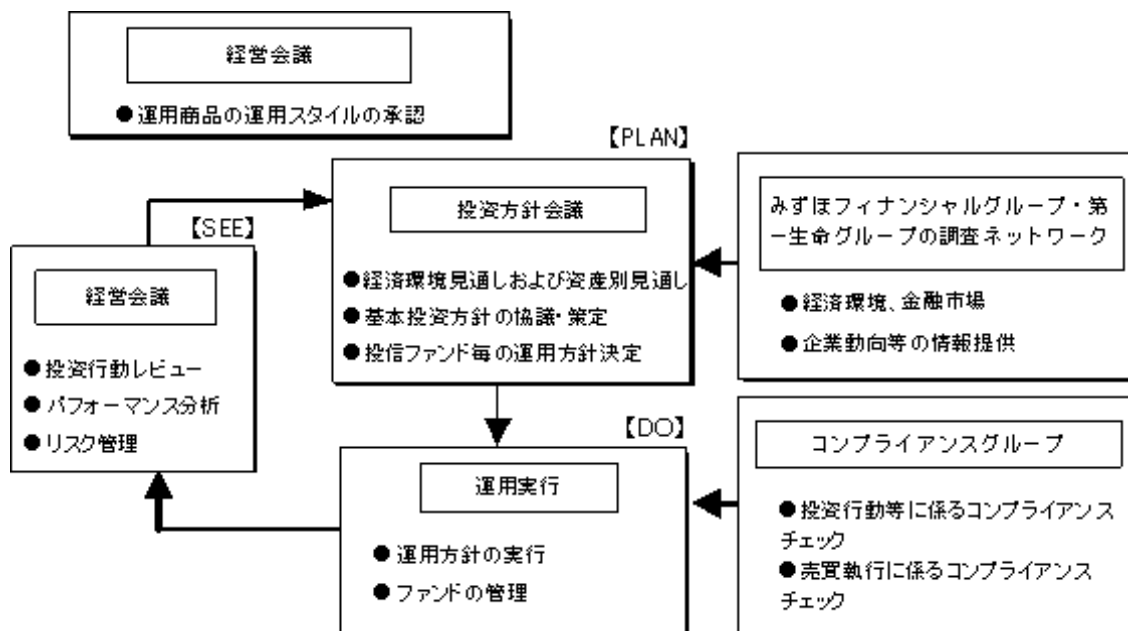 経営会議
●運用商品の運用スタイルの承認
【PLAN】
投資方針会議
●経済環境見通しおよび資産別見通し
●基本投資方針の協議・策定
●投信ファンド毎の運用方針決定
みずほフィナンシャルグループ・第
一生命グループの調査ネットワーク
●経済環境、金融市場
●企業動向等の情報提供
【SEE】
経営会議
●投資行動レビュー
●パフォーマンス分析
●リスク管理
【DO】
運用実行
●運用方針の実行
●ファンドの管理
コンプライアンスグループ
●投資行動等に係るコンプライアンス
チェック
●売買執行に係るコンプライアンス
チェック